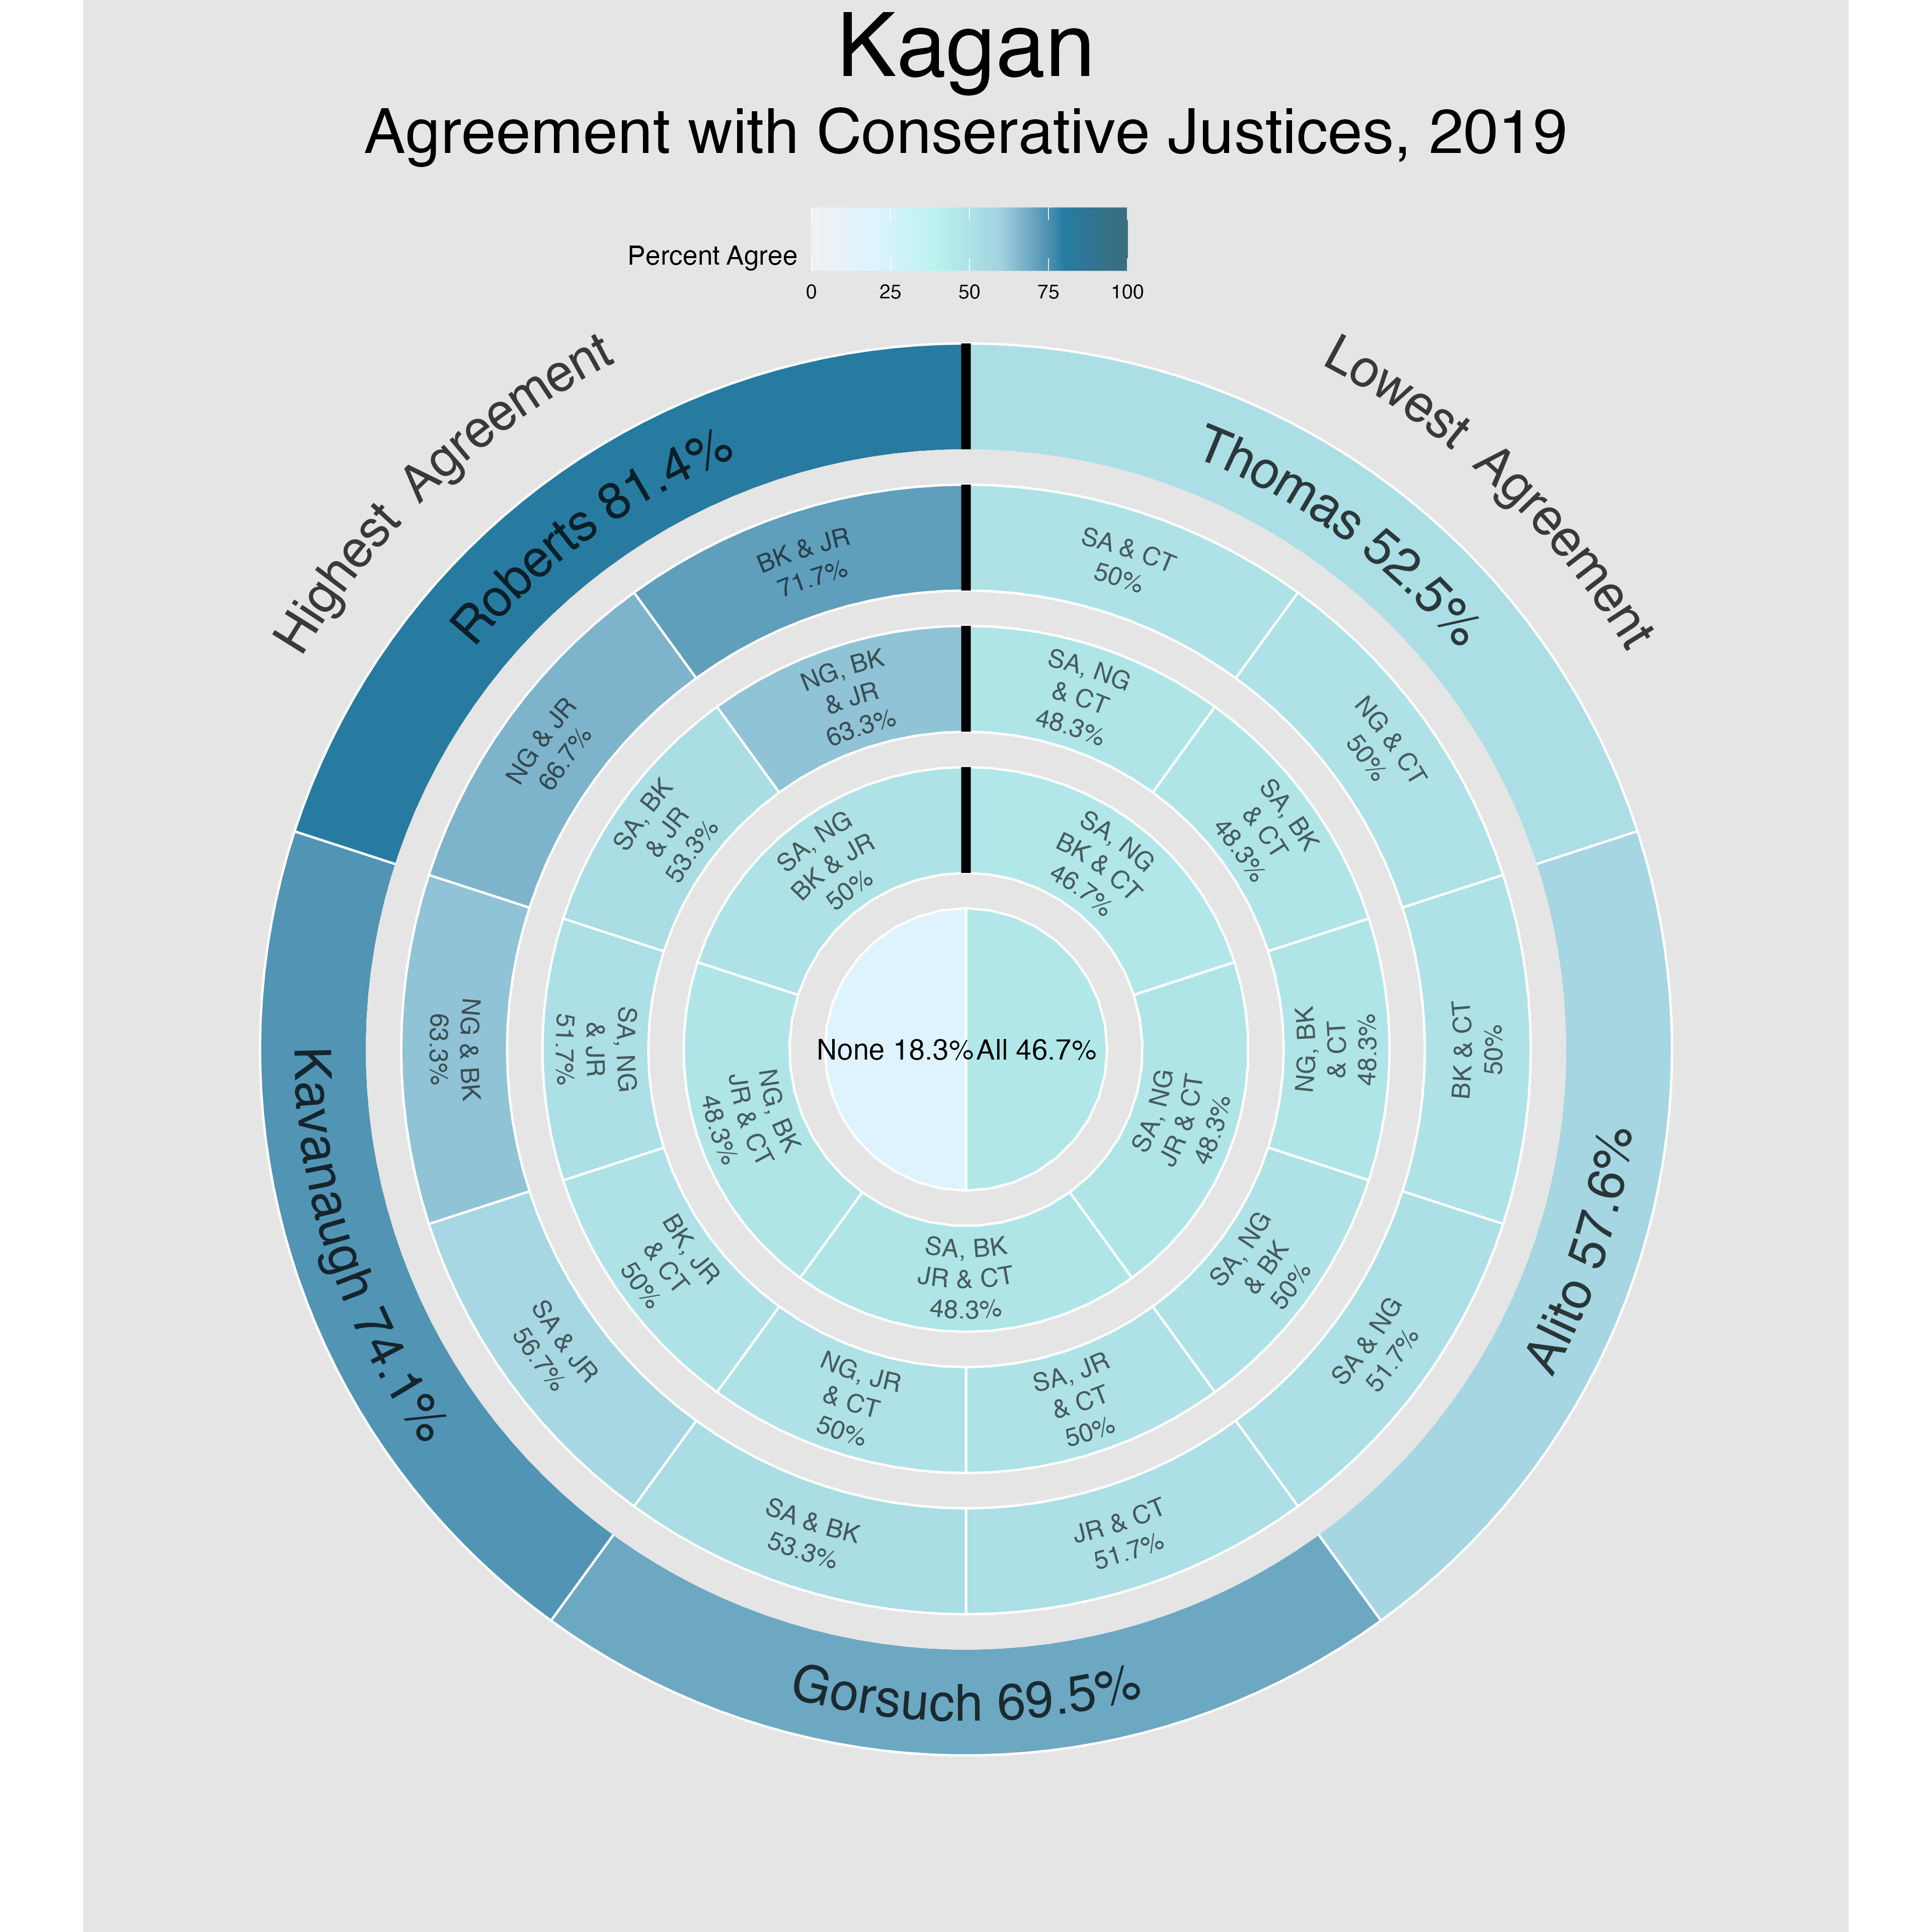 Kagan
Agreement with Conserative Justices, 2019
Percent Agree
0 25 50 75 100
Highest Agreement
Lowest Agreement
Thomas 52.5%
Alito 57.6%
Gorsuch 69.5%
Kavanaugh 74.1%
Roberts 81.4%
SA & CT
50%
NG & CT
50%
BK & CT
50%
SA & NG
51.7%
JR & CT
51.7%
SA & BK
53.3%
SA & JR
56.7%
NG & BK
63.3%
NG & JR
66.7%
BK & JR
71.7%
SA, NG
& CT
48.3%
SA, BK
& CT
48.3%
NG, BK
& CT
48.3%
SA, NG
& BK
50%
SA, JR
& CT
50%
NG, JR
& CT
50%
BK, JR
& CT
50%
SA, NG
& JR
51.7%
SA, BK
& JR
53.3%
NG, BK
& JR
63.3%
SA, NG
BK & CT
46.7%
SA, NG
JR & CT
48.3%
SA, BK
JR & CT
48.3%
NG, BK
JR & CT
48.3%
SA, NG
BK & JR
50%
None 18.3%
All 46.7%